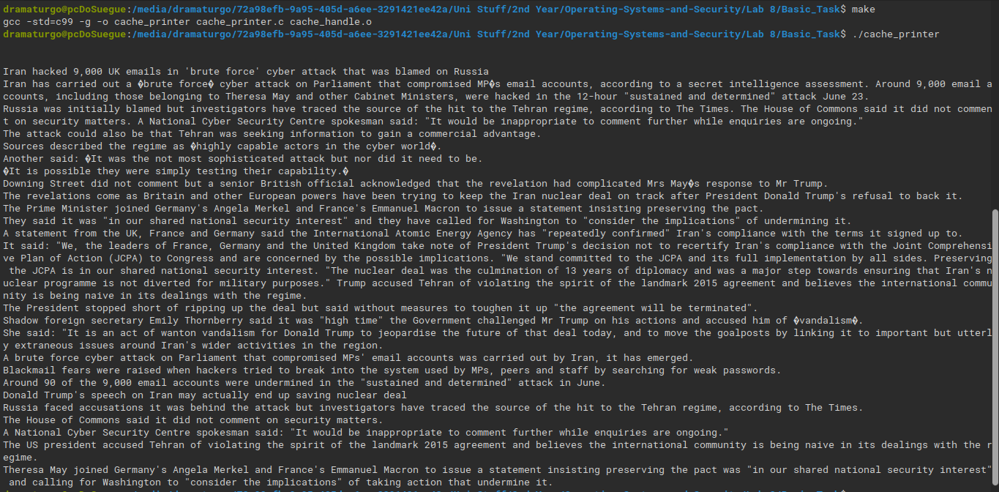 dramaturgo@pcDoSuegue:/media/dramaturgo/72a98efb-9a95-405d-a6ee-3291421ee42a/Uni Stuff/2nd Year/Operating-Systems-and-Security/Lab 8/Basic_Task$ make
gcc -std=c99 -g -o cache_printer cache_printer.c cache_handle.o
dramaturgo@pcDoSuegue:/media/dramaturgo/72a98efb-9a95-405d-a6ee-3291421ee42a/Uni Stuff/2nd Year/Operating-Systems-and-Security/Lab 8/Basic_Task$ ./cache_printer
Iran hacked 9,000 UK emails in 'brute force' cyber attack that was blamed on Russia
Iran has carried out a �brute force� cyber attack on Parliament that compromised MP�s email accounts, according to a secret intelligence assessment. Around 9,000 email a
ccounts, including those belonging to Theresa May and other Cabinet Ministers, were hacked in the 12-hour "sustained and determined" attack June 23.
Russia was initially blamed but investigators have traced the source of the hit to the Tehran regime, according to The Times. The House of Commons said it did not commen
t on security matters. A National Cyber Security Centre spokesman said: "It would be inappropriate to comment further while enquiries are ongoing."
The attack could also be that Tehran was seeking information to gain a commercial advantage.
Sources described the regime as �highly capable actors in the cyber world�.
Another said: �It was the not most sophisticated attack but nor did it need to be.
�It is possible they were simply testing their capability.�
Downing Street did not comment but a senior British official acknowledged that the revelation had complicated Mrs May�s response to Mr Trump.
The revelations come as Britain and other European powers have been trying to keep the Iran nuclear deal on track after President Donald Trump's refusal to back it.
The Prime Minister joined Germany's Angela Merkel and France's Emmanuel Macron to issue a statement insisting preserving the pact.
They said it was "in our shared national security interest" and they have called for Washington to "consider the implications" of undermining it.
A statement from the UK, France and Germany said the International Atomic Energy Agency has "repeatedly confirmed" Iran's compliance with the terms it signed up to.
It said: "We, the leaders of France, Germany and the United Kingdom take note of President Trump's decision not to recertify Iran's compliance with the Joint Comprehensi
ve Plan of Action (JCPA) to Congress and are concerned by the possible implications. "We stand committed to the JCPA and its full implementation by all sides. Preserving
 the JCPA is in our shared national security interest. "The nuclear deal was the culmination of 13 years of diplomacy and was a major step towards ensuring that Iran's n
uclear programme is not diverted for military purposes." Trump accused Tehran of violating the spirit of the landmark 2015 agreement and believes the international commu
nity is being naive in its dealings with the regime.
The President stopped short of ripping up the deal but said without measures to toughen it up "the agreement will be terminated".
Shadow foreign secretary Emily Thornberry said it was "high time" the Government challenged Mr Trump on his actions and accused him of �vandalism�.
She said: "It is an act of wanton vandalism for Donald Trump to jeopardise the future of that deal today, and to move the goalposts by linking it to important but utterl
y extraneous issues around Iran's wider activities in the region.
A brute force cyber attack on Parliament that compromised MPs' email accounts was carried out by Iran, it has emerged.
Blackmail fears were raised when hackers tried to break into the system used by MPs, peers and staff by searching for weak passwords.
Around 90 of the 9,000 email accounts were undermined in the "sustained and determined" attack in June.
Donald Trump's speech on Iran may actually end up saving nuclear deal
Russia faced accusations it was behind the attack but investigators have traced the source of the hit to the Tehran regime, according to The Times.
The House of Commons said it did not comment on security matters.
A National Cyber Security Centre spokesman said: "It would be inappropriate to comment further while enquiries are ongoing."
The US president accused Tehran of violating the spirit of the landmark 2015 agreement and believes the international community is being naive in its dealings with the r
egime.
Theresa May joined Germany's Angela Merkel and France's Emmanuel Macron to issue a statement insisting preserving the pact was "in our shared national security interest"
 and calling for Washington to "consider the implications" of taking action that undermine it.